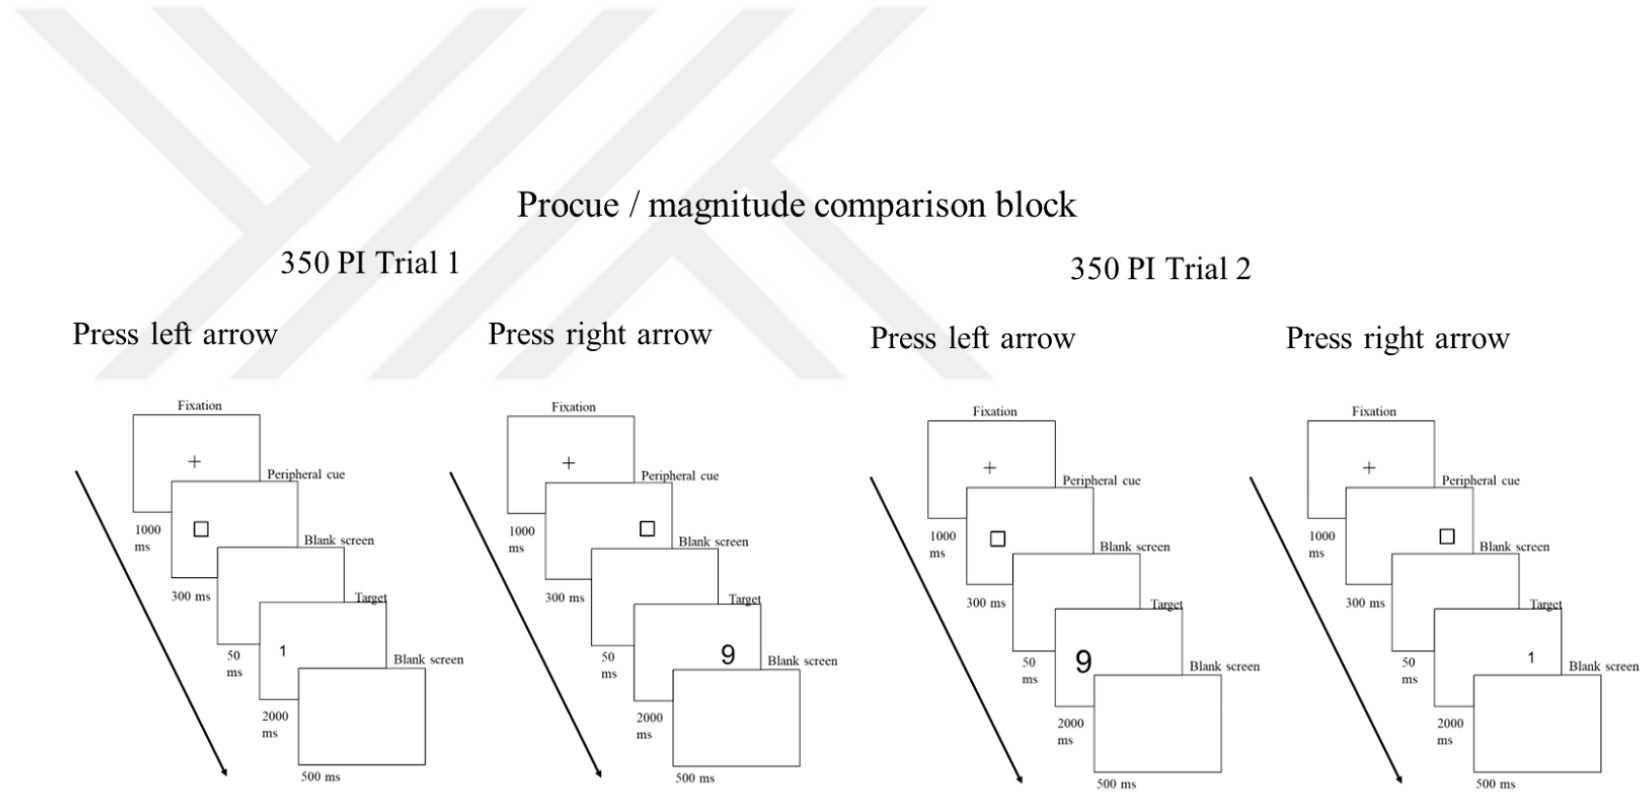 Procue / magnitude comparison block
350 PI Trial 1
350 PI Trial 2
Press left arrow
Press right arrow
Press left arrow
Press right arrow
Fixation
+
Peripheral cue
1000
ms
Blank screen
300 ms
Target
50
ms
1
Blank screen
2000
ms
500 ms
Fixation
+
Peripheral cue
1000
ms
Blank screen
300 ms
Target
50
ms
9
Blank screen
2000
ms
500 ms
Fixation
+
Peripheral cue
1000
ms
Blank screen
300 ms
Target
50
ms
9
Blank screen
2000
ms
500 ms
Fixation
+
Peripheral cue
1000
ms
Blank screen
300 ms
Target
50
ms
1
Blank screen
2000
ms
500 ms